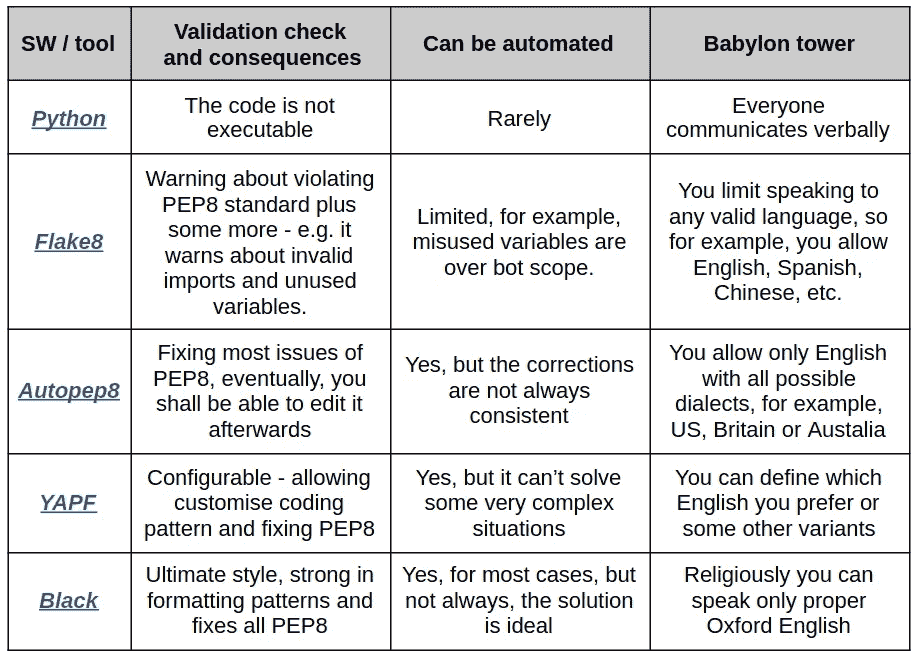 SW / tool
Validation check
and consequences
Can be automated
Babylon tower
Python
The code is not
executable
Rarely
Everyone
communicates verbally
Flake8
Warning about violating
PEP8 standard plus
some more - e.g. it
warns about invalid
imports and unused
variables.
Limited, for example,
misused variables are
over bot scope.
You limit speaking to
any valid language, so
for example, you allow
English, Spanish,
Chinese, etc.
Autopep8
Fixing most issues of
PEP8, eventually, you
shall be able to edit it
afterwards
Yes, but the corrections
are not always
consistent
You allow only English
with all possible
dialects, for example,
US, Britain or Austalia
YAPF
Configurable - allowing
customise coding
pattern and fixing PEP8
Yes, but it can’t solve
some very complex
situations
You can define which
English you prefer or
some other variants
Black
Ultimate style, strong in
formatting patterns and
fixes all PEP8
Yes, for most cases, but
not always, the solution
is ideal
Religiously you can
speak only proper
Oxford English